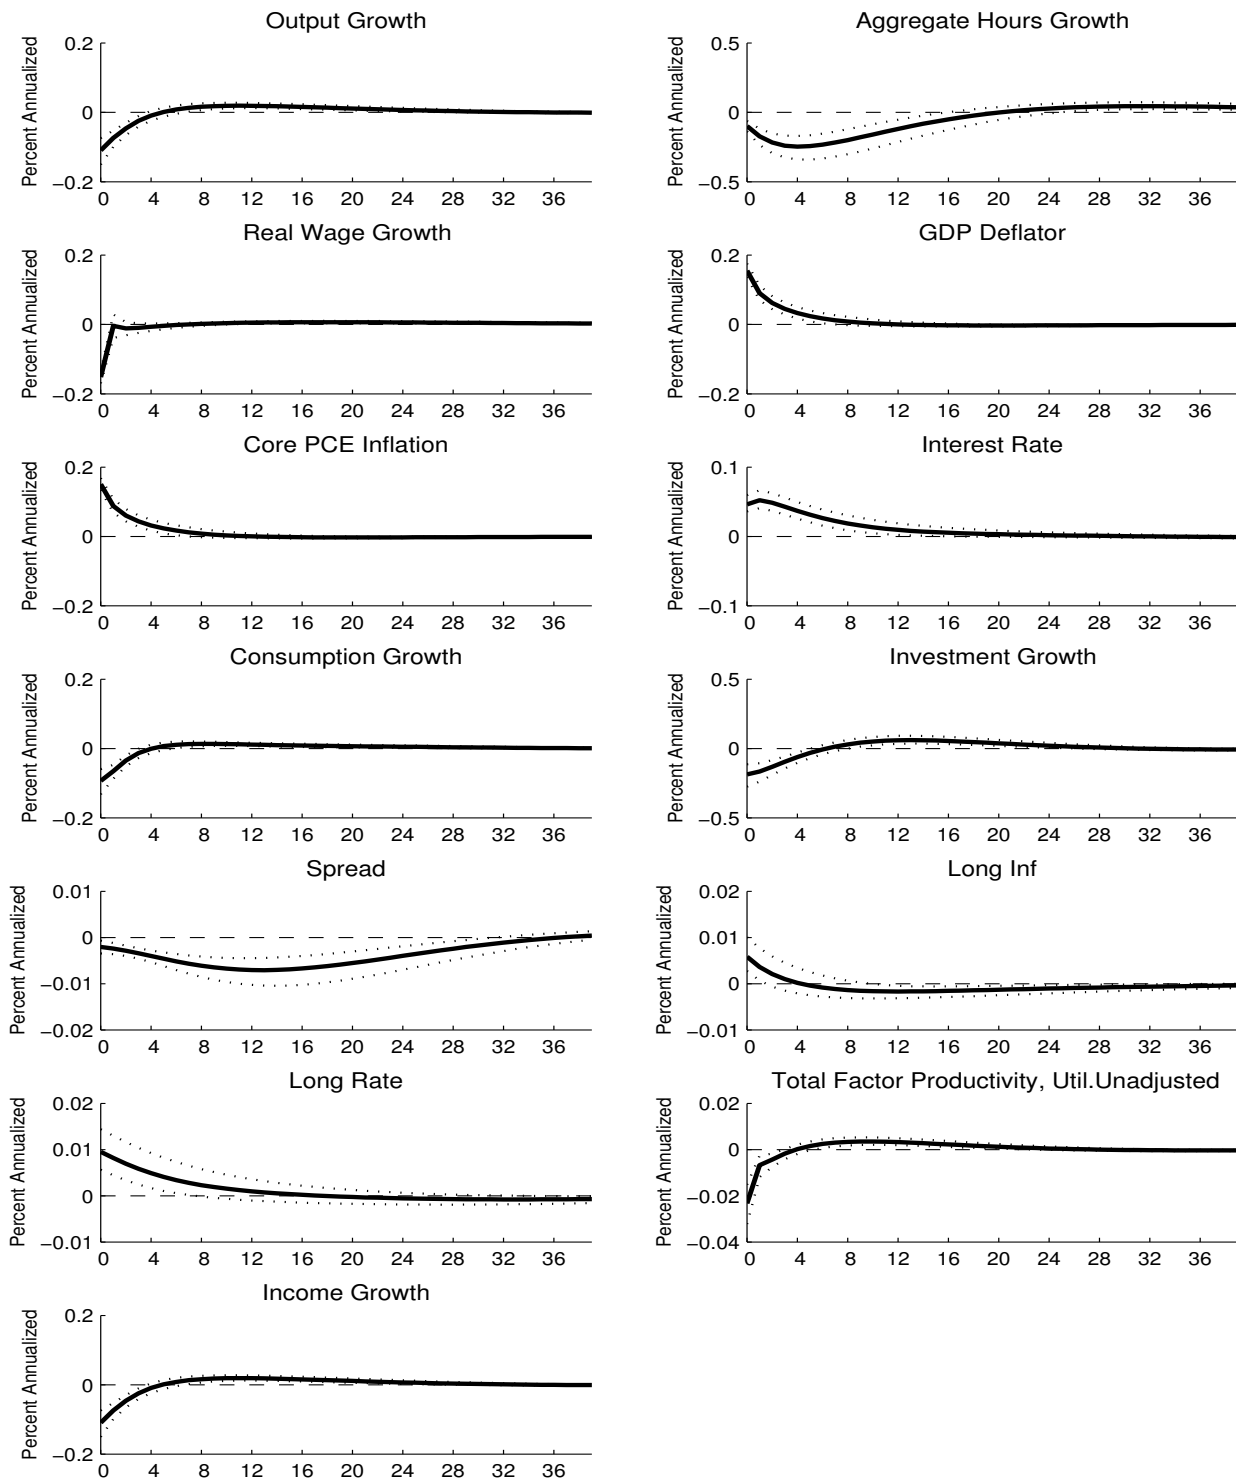 Output Growth
Percent Annualized
0.2
0
−0.2
0 4 8 12 16 20 24 28 32 36
Aggregate Hours Growth
Percent Annualized
0.5
0
−0.5
0 4 8 12 16 20 24 28 32 36
Real Wage Growth
Percent Annualized
0.2
0
−0.2
0 4 8 12 16 20 24 28 32 36
GDP Deflator
Percent Annualized
0.2
0
−0.2
0 4 8 12 16 20 24 28 32 36
Core PCE Inflation
Percent Annualized
0.2
0
−0.2
0 4 8 12 16 20 24 28 32 36
Interest Rate
Percent Annualized
0.1
0
−0.1
0 4 8 12 16 20 24 28 32 36
Consumption Growth
Percent Annualized
0.2
0
−0.2
0 4 8 12 16 20 24 28 32 36
Investment Growth
Percent Annualized
0.5
0
−0.5
0 4 8 12 16 20 24 28 32 36
Spread
Percent Annualized
0.01
0
−0.01
−0.02
0 4 8 12 16 20 24 28 32 36
Long Inf
Percent Annualized
0.02
0.01
0
−0.01
0 4 8 12 16 20 24 28 32 36
Long Rate
Percent Annualized
0.02
0.01
0
−0.01
0 4 8 12 16 20 24 28 32 36
Total Factor Productivity, Util.Unadjusted
Percent Annualized
0.02
0
−0.02
−0.04
0 4 8 12 16 20 24 28 32 36
Income Growth
Percent Annualized
0.2
0
−0.2
0 4 8 12 16 20 24 28 32 36